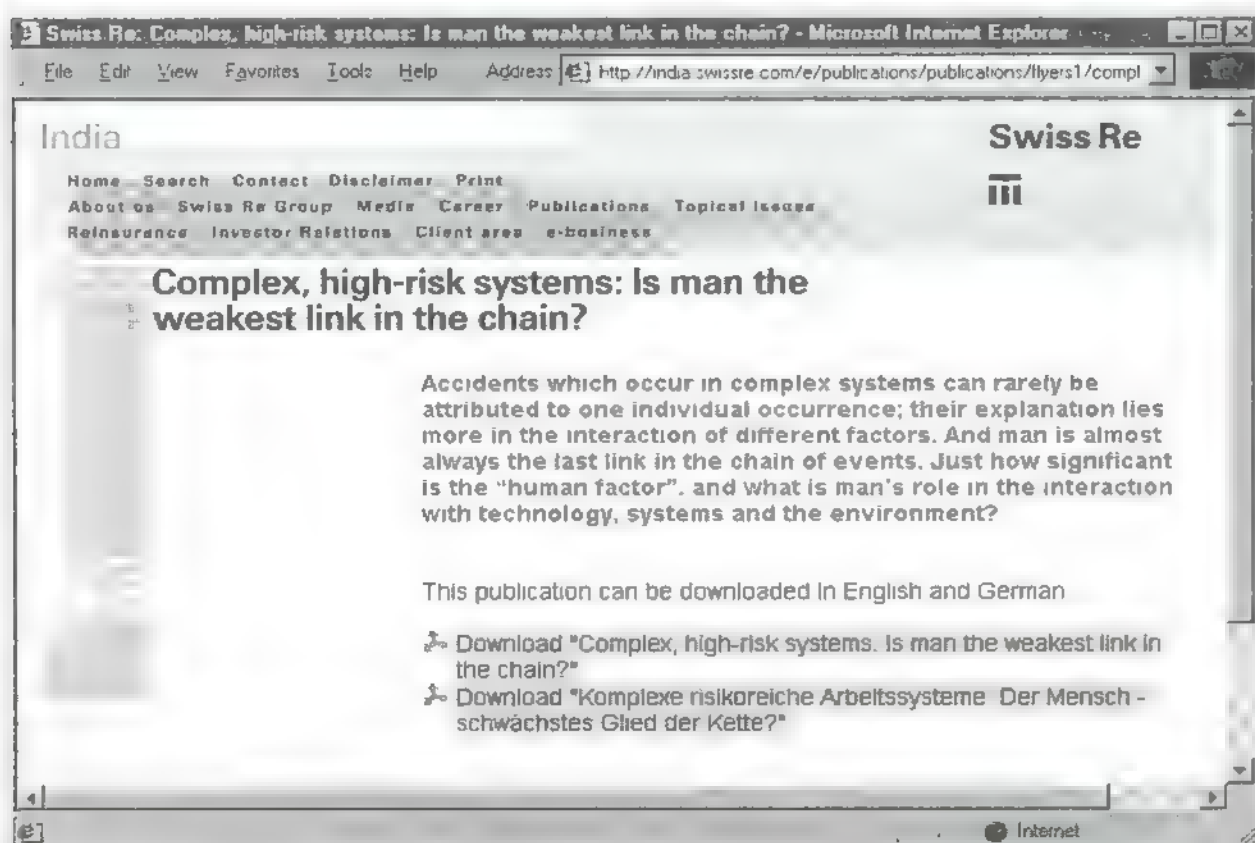 Swiss Re: Complex, high-risk systems: Is man the weakest link in the chain? - Microsoft Internet Explorer
File Edit View Favorites Tools Help Address http://india.swissre.com/e/publications/publications/flyers1/compl
India
Swiss Re
Home Search Contact Disclaimer Print
About us Swiss Re Group Media Career Publications Topical Issues
Reinsurance Investor Relations Client area e-business
Complex, high-risk systems: Is man the
weakest link in the chain?
Accidents which occur in complex systems can rarely be
attributed to one individual occurrence; their explanation lies
more in the interaction of different factors. And man is almost
always the last link in the chain of events. Just how significant
is the "human factor". and what is man's role in the interaction
with technology, systems and the environment?
This publication can be downloaded in English and German
Download "Complex, high-risk systems. Is man the weakest link in
the chain?"
Download "Komplexe risikoreiche Arbeitssysteme Der Mensch -
schwächstes Glied der Kette?"
Internet